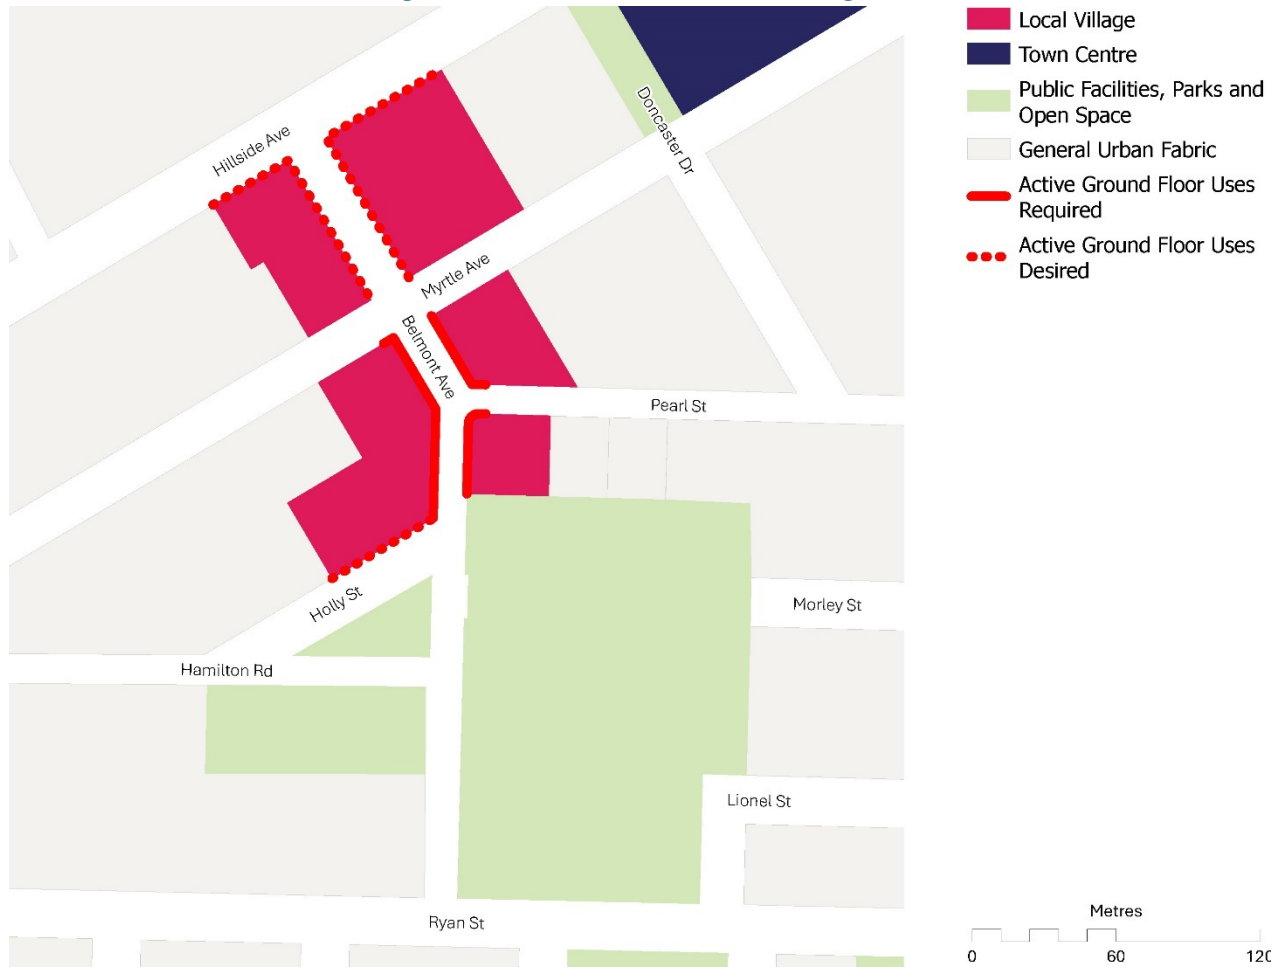 Local Village
Town Centre
Public Facilities, Parks and
Open Space
General Urban Fabric
Active Ground Floor Uses
Required
Active Ground Floor Uses
Desired
Doncaster Dr
Hillside Ave
Myrtle Ave
Belmont Ave
Pearl St
Holly St
Morley St
Hamilton Rd
Lionel St
Ryan St
Metres
0 60 120